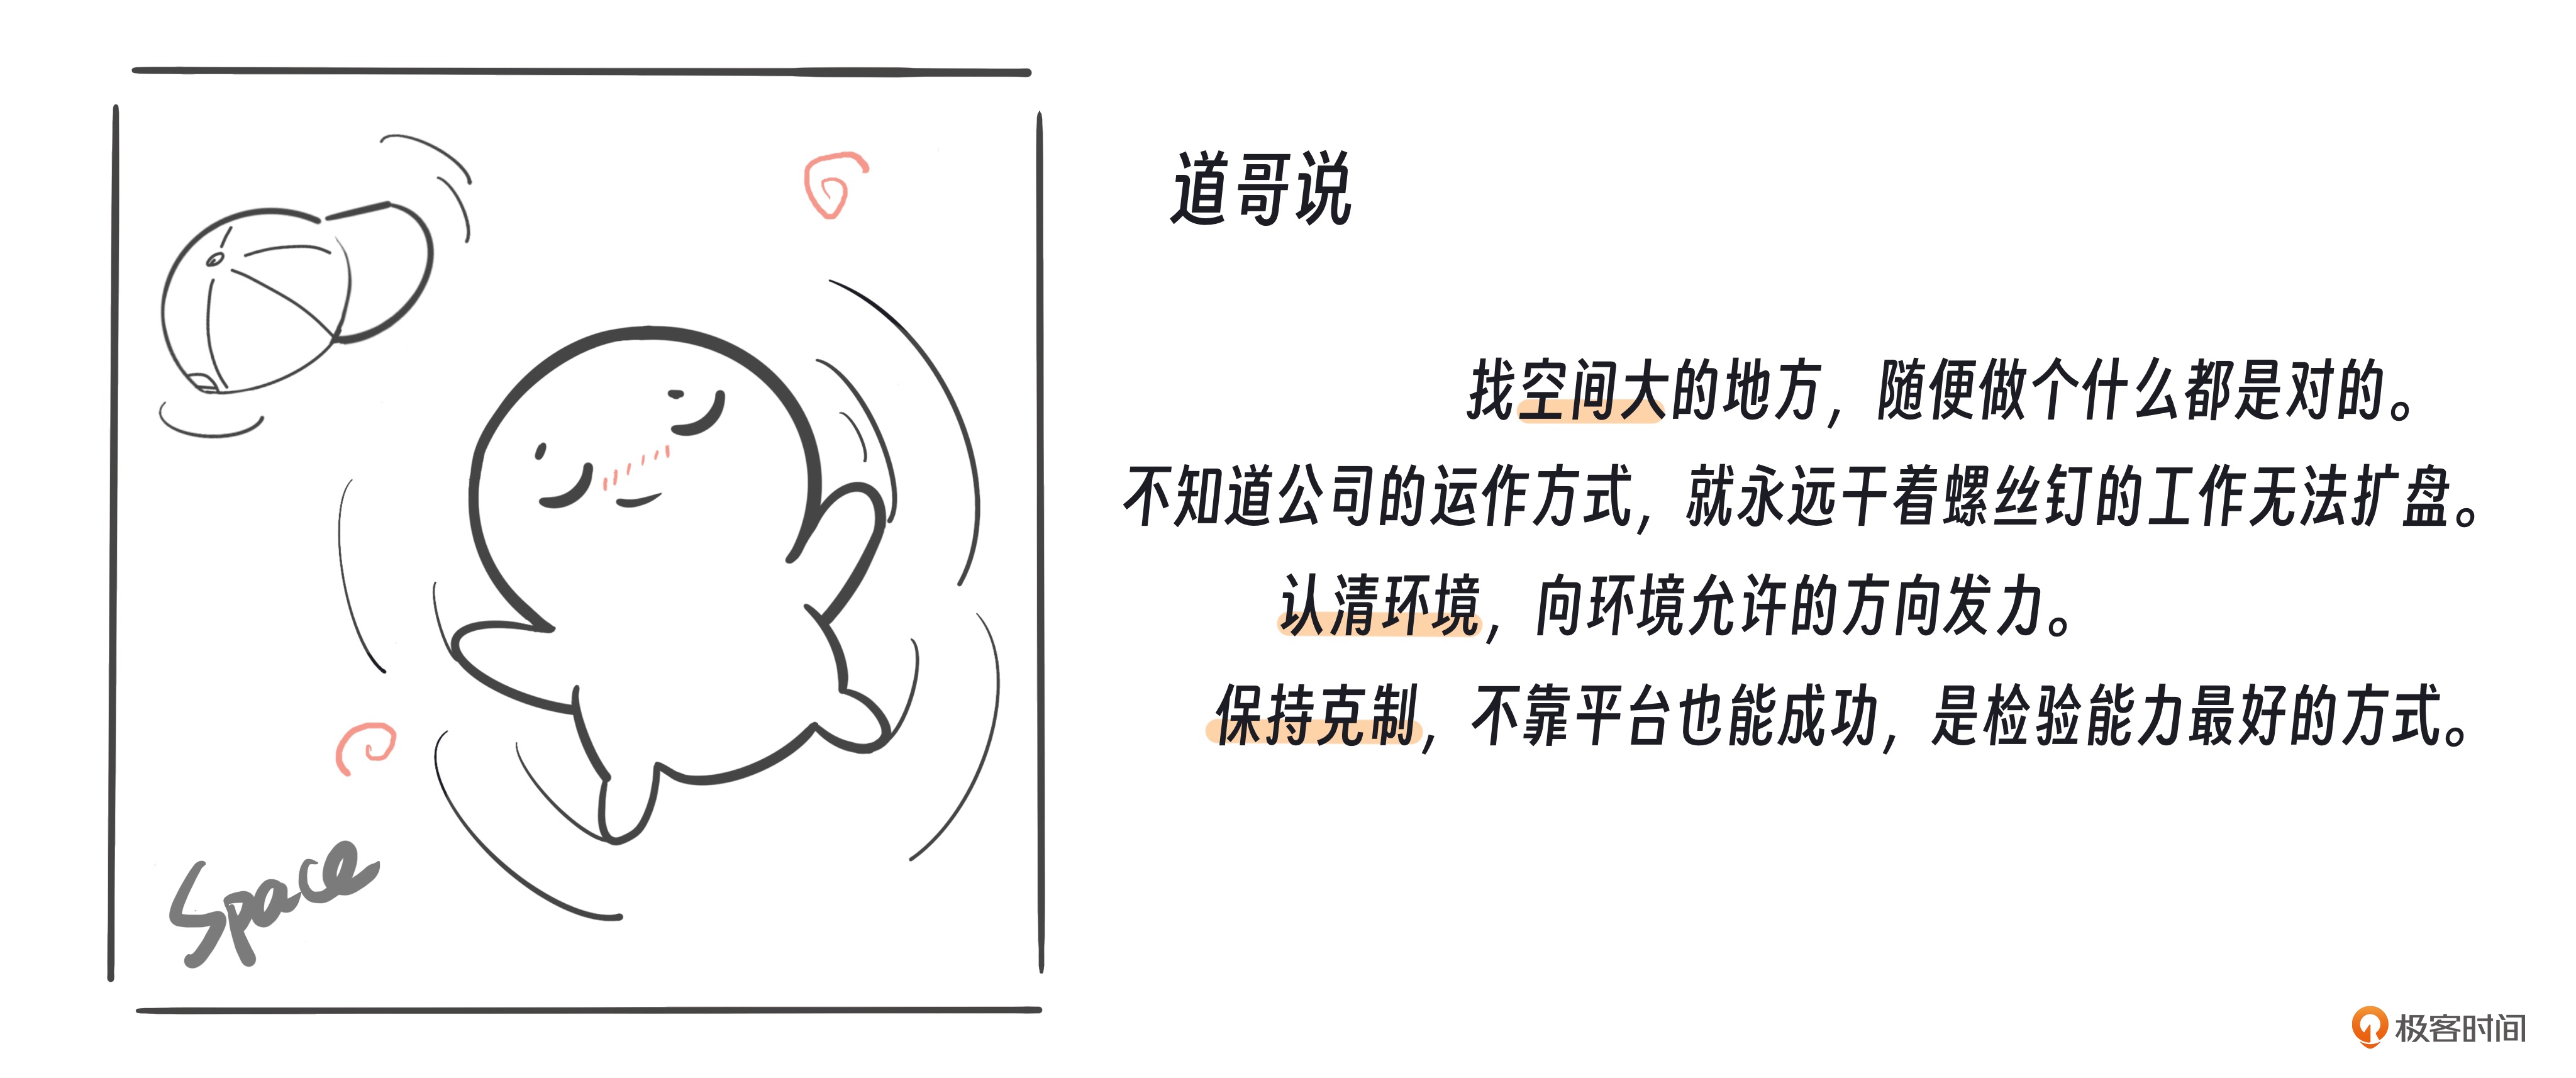 道哥说
找空间大的地方，随便做个什么都是对的。
不知道公司的运作方式，就永远干着螺丝钉的工作无法扩盘。
认清环境，向环境允许的方向发力。
保持克制，不靠平台也能成功，是检验能力最好的方式。
Space
极客时间